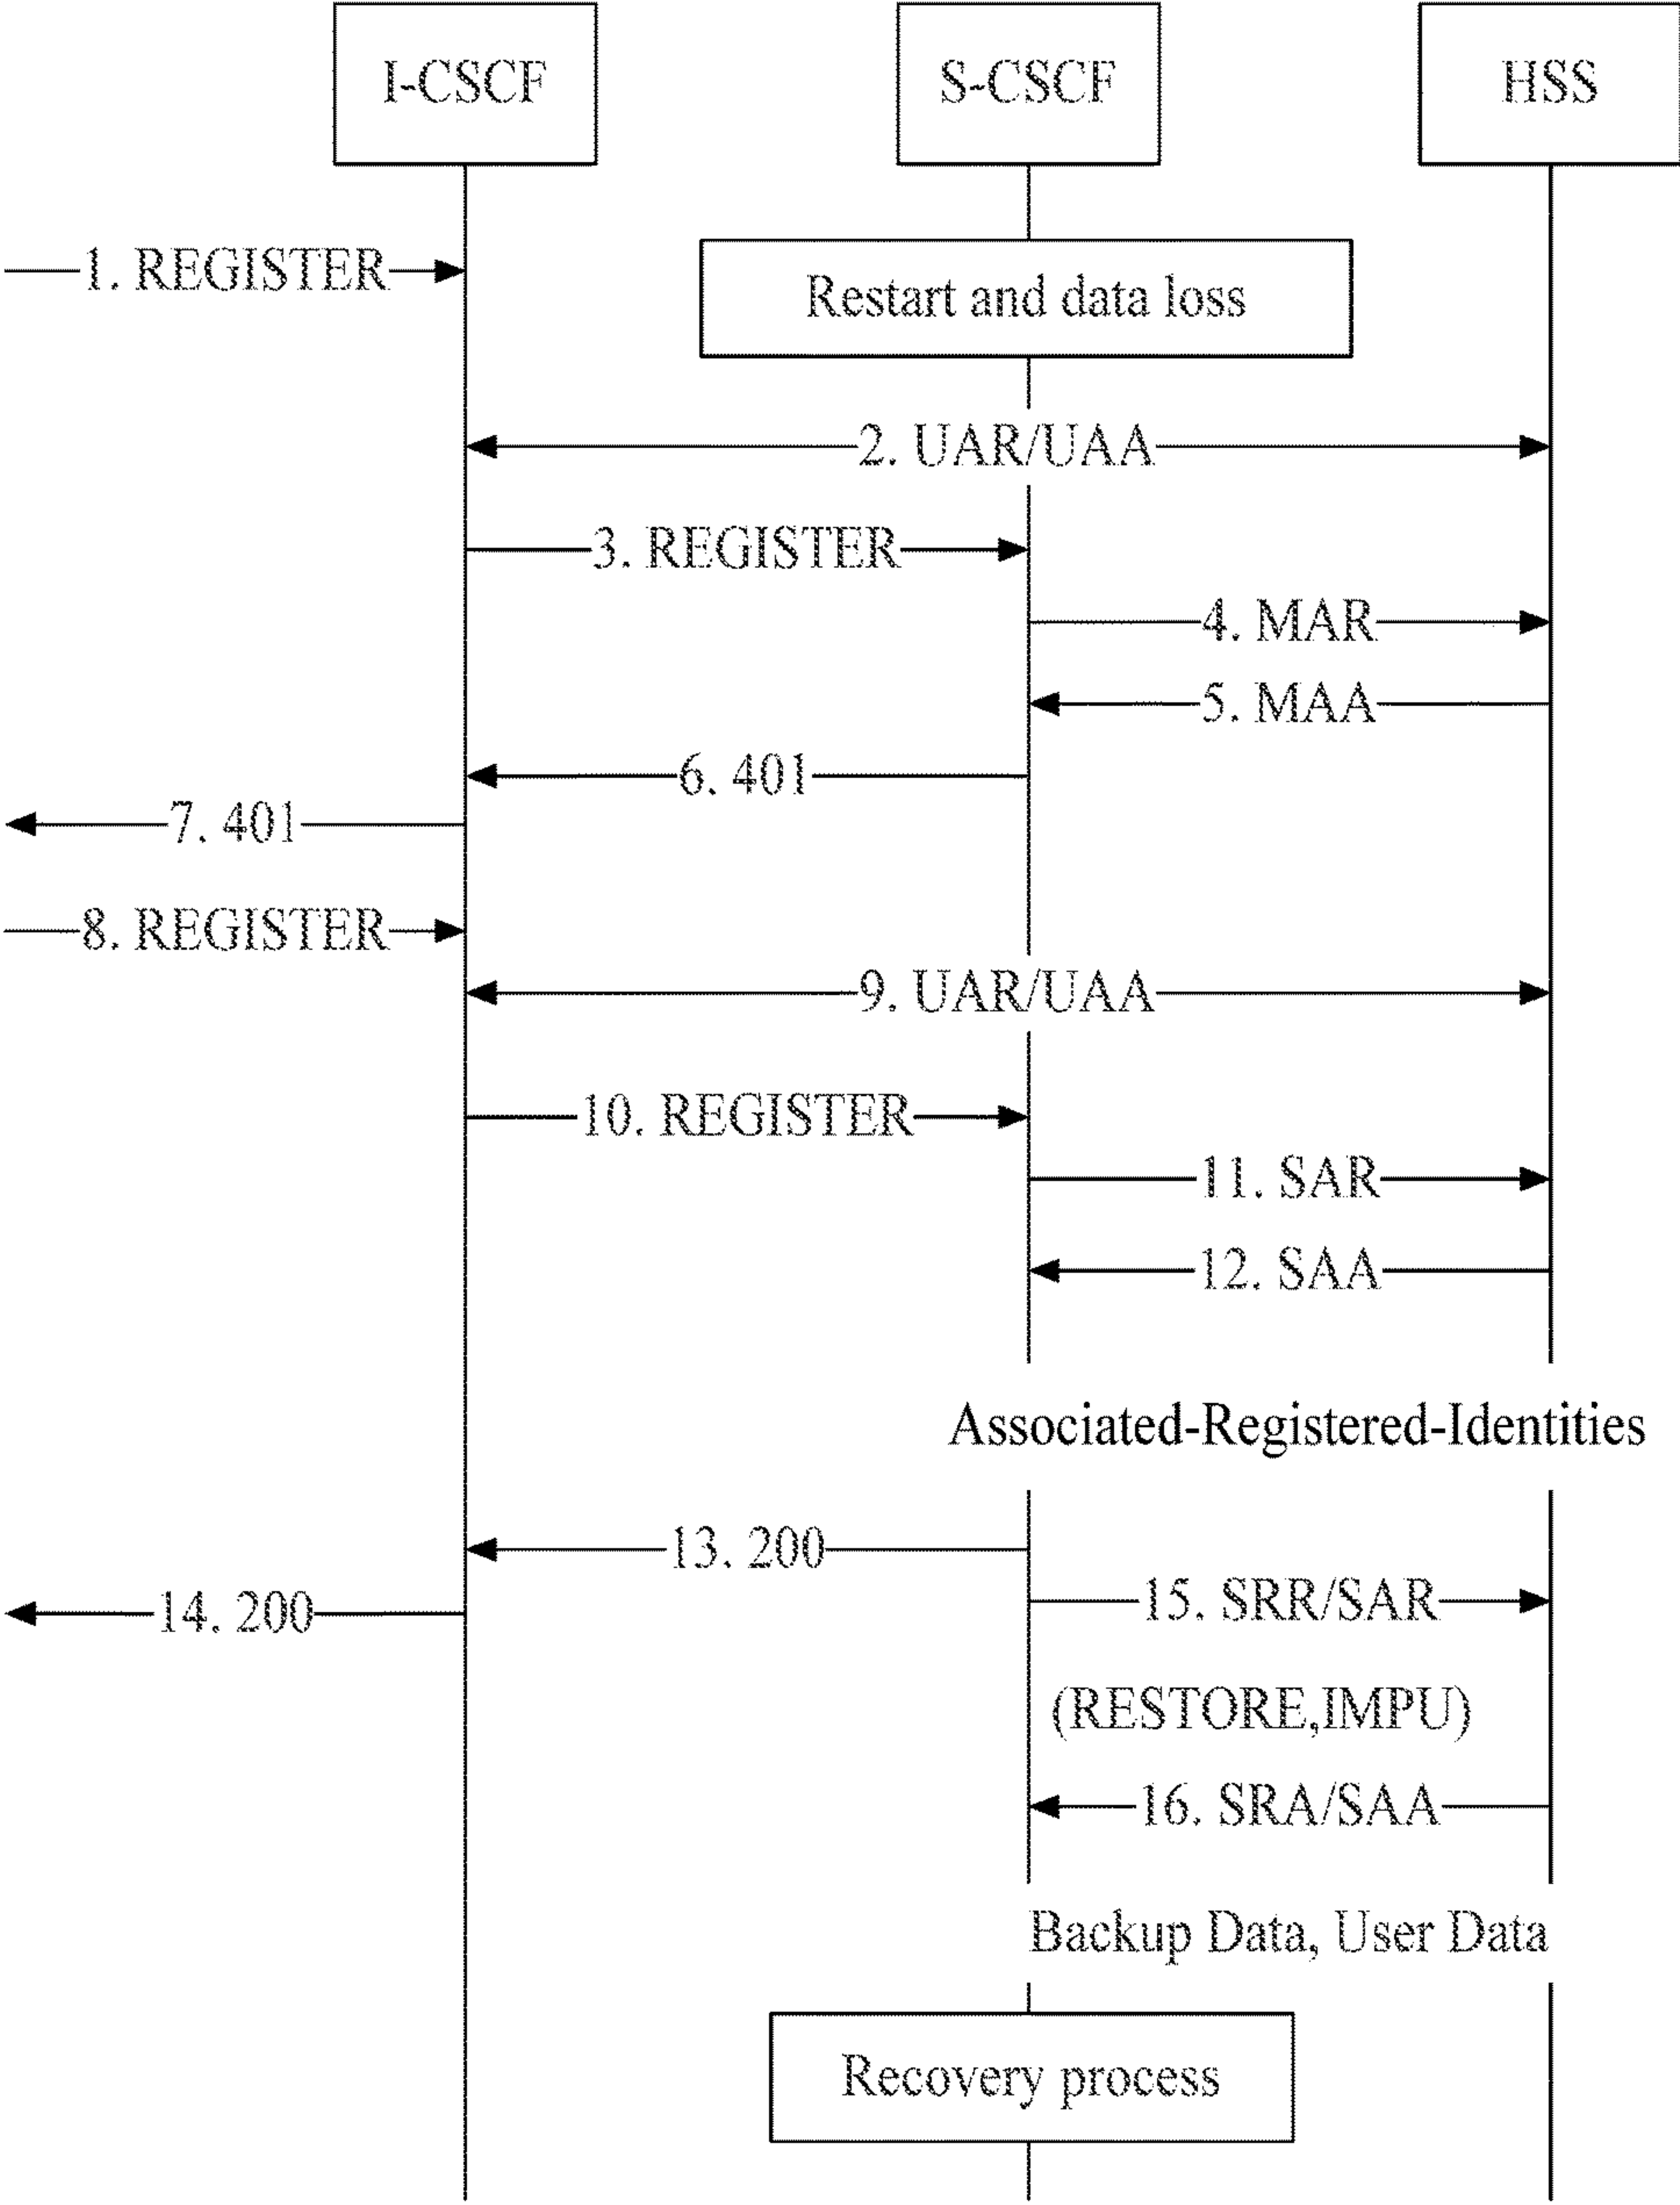 I-CSCF
S-CSCF
HSS
1. REGISTER
Restart and data loss
2. UAR/UAA
3. REGISTER
4. MAR
5. MAA
6. 401
7. 401
8. REGISTER
9. UAR/UAA
10. REGISTER
11. SAR
12. SAA
Associated-Registered-Identities
13. 200
15. SRR/SAR
14. 200
(RESTORE,IMPU)
16. SRA/SAA
Backup Data, User Data
Recovery process